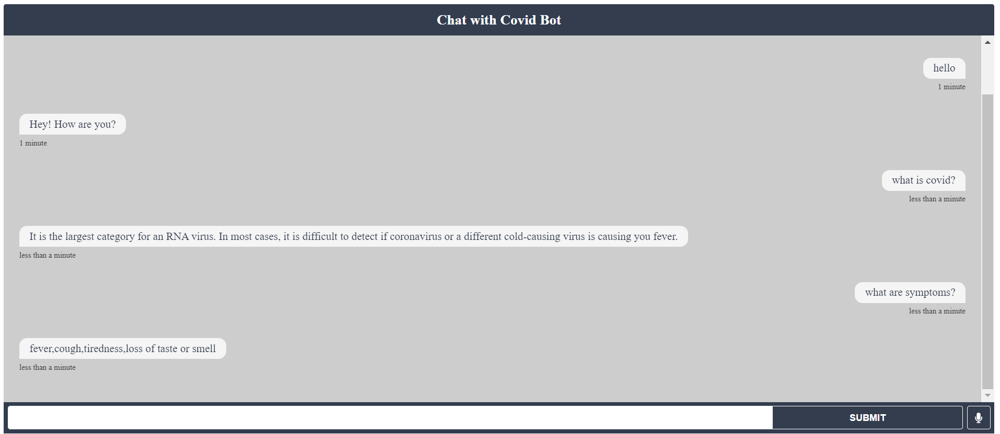 Chat with Covid Bot
hello
1 minute
Hey! How are you?
1 minute
what is covid?
less than a minute
It is the largest category for an RNA virus. In most cases, it is difficult to detect if coronavirus or a different cold-causing virus is causing you fever.
less than a minute
what are symptoms?
less than a minute
fever,cough,tiredness,loss of taste or smell
less than a minute
SUBMIT